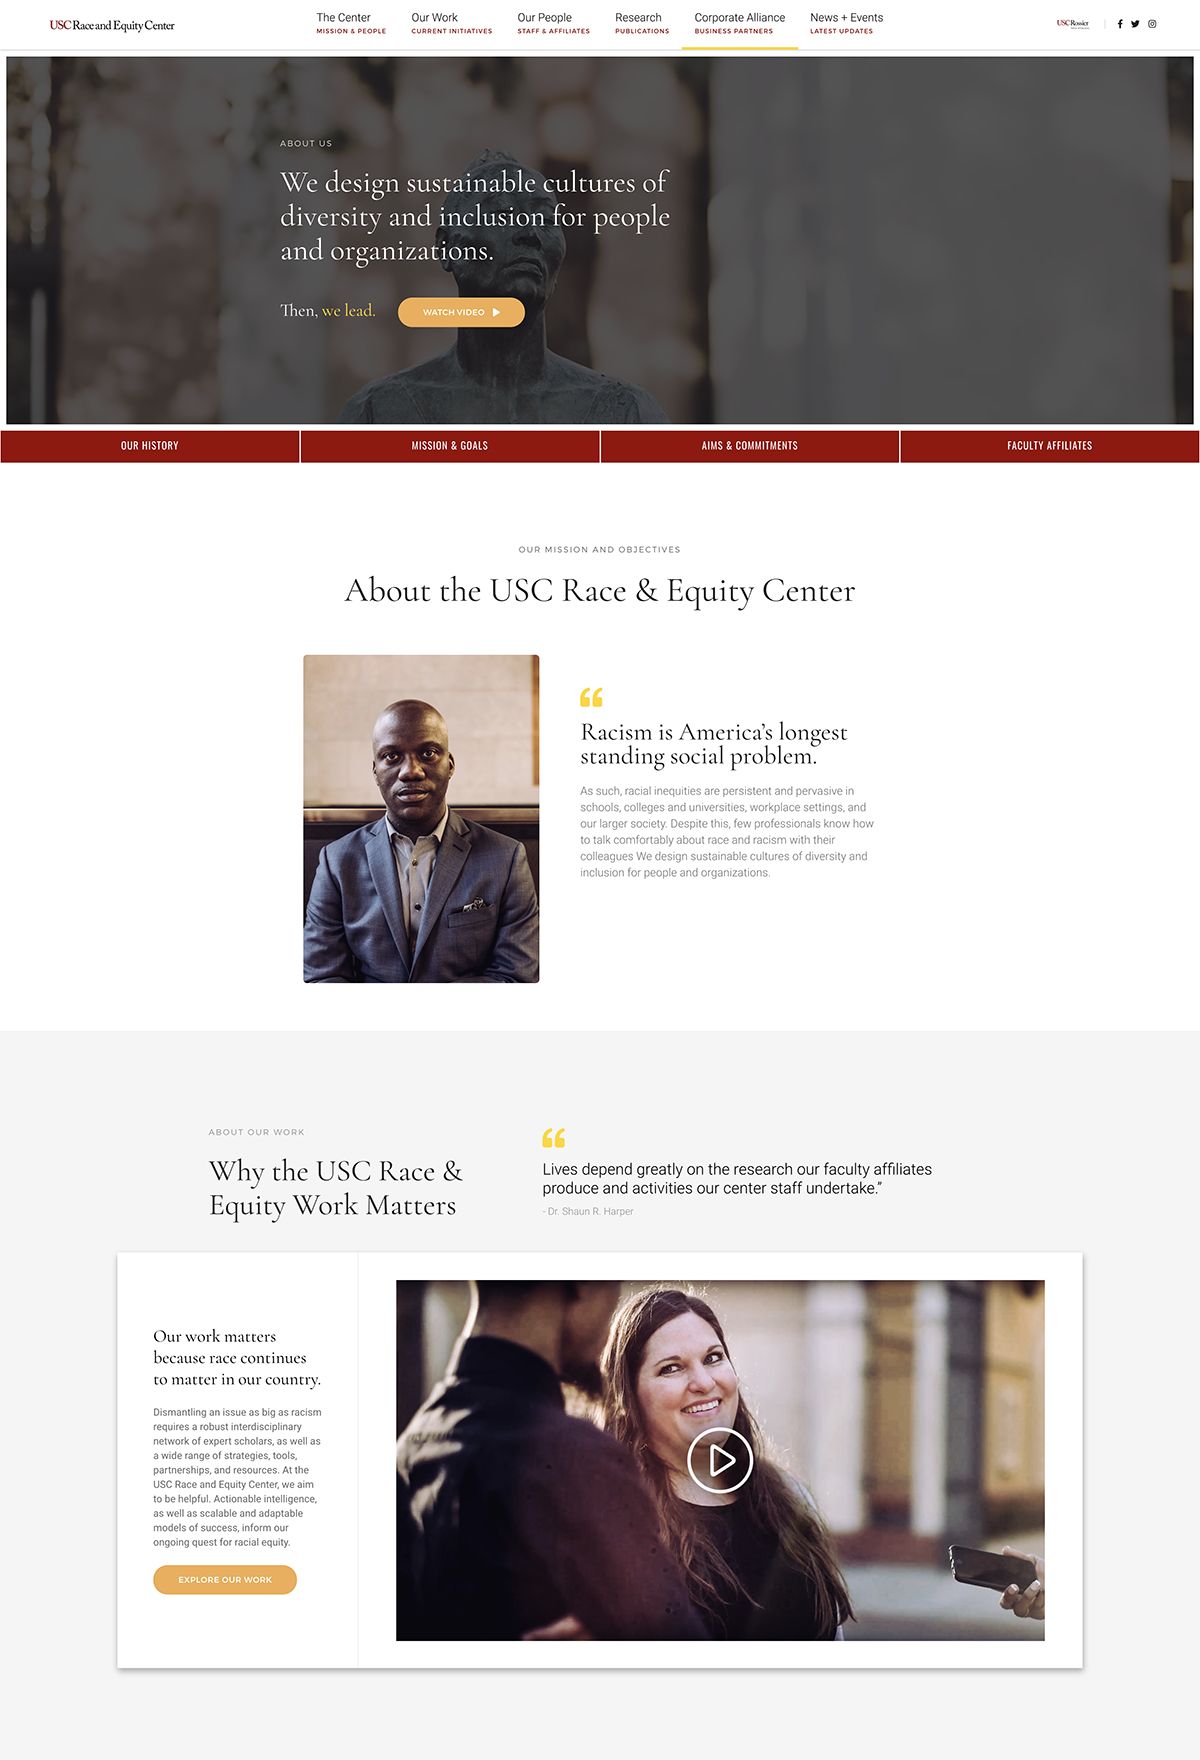 USC Race and Equity Center
The Center
MISSION & PEOPLE
Our Work
CURRENT INITIATIVES
Our People
STAFF & AFFILIATES
Research
PUBLICATIONS
Corporate Alliance
BUSINESS PARTNERS
News + Events
LATEST UPDATES
USC Rossier
ABOUT US
We design sustainable cultures of
diversity and inclusion for people
and organizations.
Then, we lead.
WATCH VIDEO
OUR HISTORY
MISSION & GOALS
AIMS & COMMITMENTS
FACULTY AFFILIATES
OUR MISSION AND OBJECTIVES
About the USC Race & Equity Center
“
Racism is America’s longest
standing social problem.
As such, racial inequities are persistent and pervasive in
schools, colleges and universities, workplace settings, and
our larger society. Despite this, few professionals know how
to talk comfortably about race and racism with their
colleagues We design sustainable cultures of diversity and
inclusion for people and organizations.
ABOUT OUR WORK
Why the USC Race &
Equity Work Matters
“
Lives depend greatly on the research our faculty affiliates
produce and activities our center staff undertake.”
- Dr. Shaun R. Harper
Our work matters
because race continues
to matter in our country.
Dismantling an issue as big as racism
requires a robust interdisciplinary
network of expert scholars, as well as
a wide range of strategies, tools,
partnerships, and resources. At the
USC Race and Equity Center, we aim
to be helpful. Actionable intelligence,
as well as scalable and adaptable
models of success, inform our
ongoing quest for racial equity.
EXPLORE OUR WORK